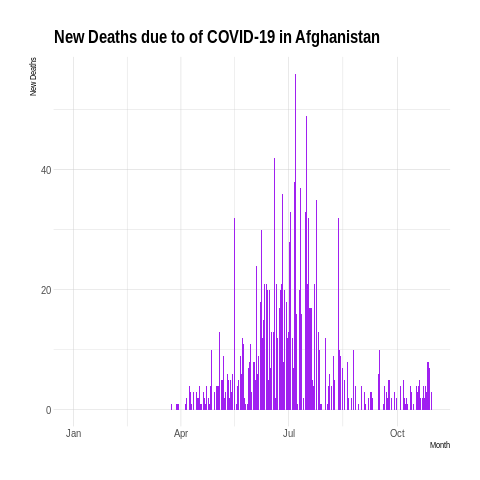 New Deaths due to of COVID-19 in Afghanistan
New Deaths
40
20
0
Jan Apr Jul Oct
Month